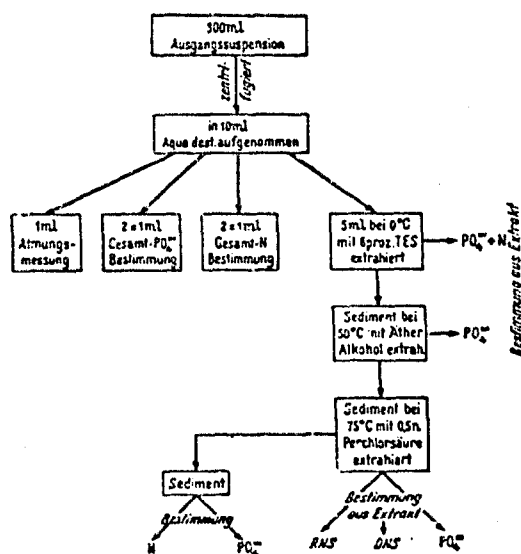 500ml
Ausgangssuspension
zentri-
fugiert
in 10ml
Aqua dest. aufgenommen
1ml
Atmungs-
messung
2 x 1ml
Gesamt-PO₄‴
Bestimmung
2 x 1ml
Gesamt-N
Bestimmung
5ml bei 0°C
mit 6proz. TES
extrahiert
PO₄‴ + N
Bestimmung aus Extrakt
Sediment bei
50°C mit Äther
Alkohol extrah.
PO₄‴
Sediment bei
75°C mit 0,5n.
Perchlorsäure
extrahiert
Sediment
Bestimmung
N
PO₄‴
Bestimmung
aus Extrakt
RNS
DNS
PO₄‴